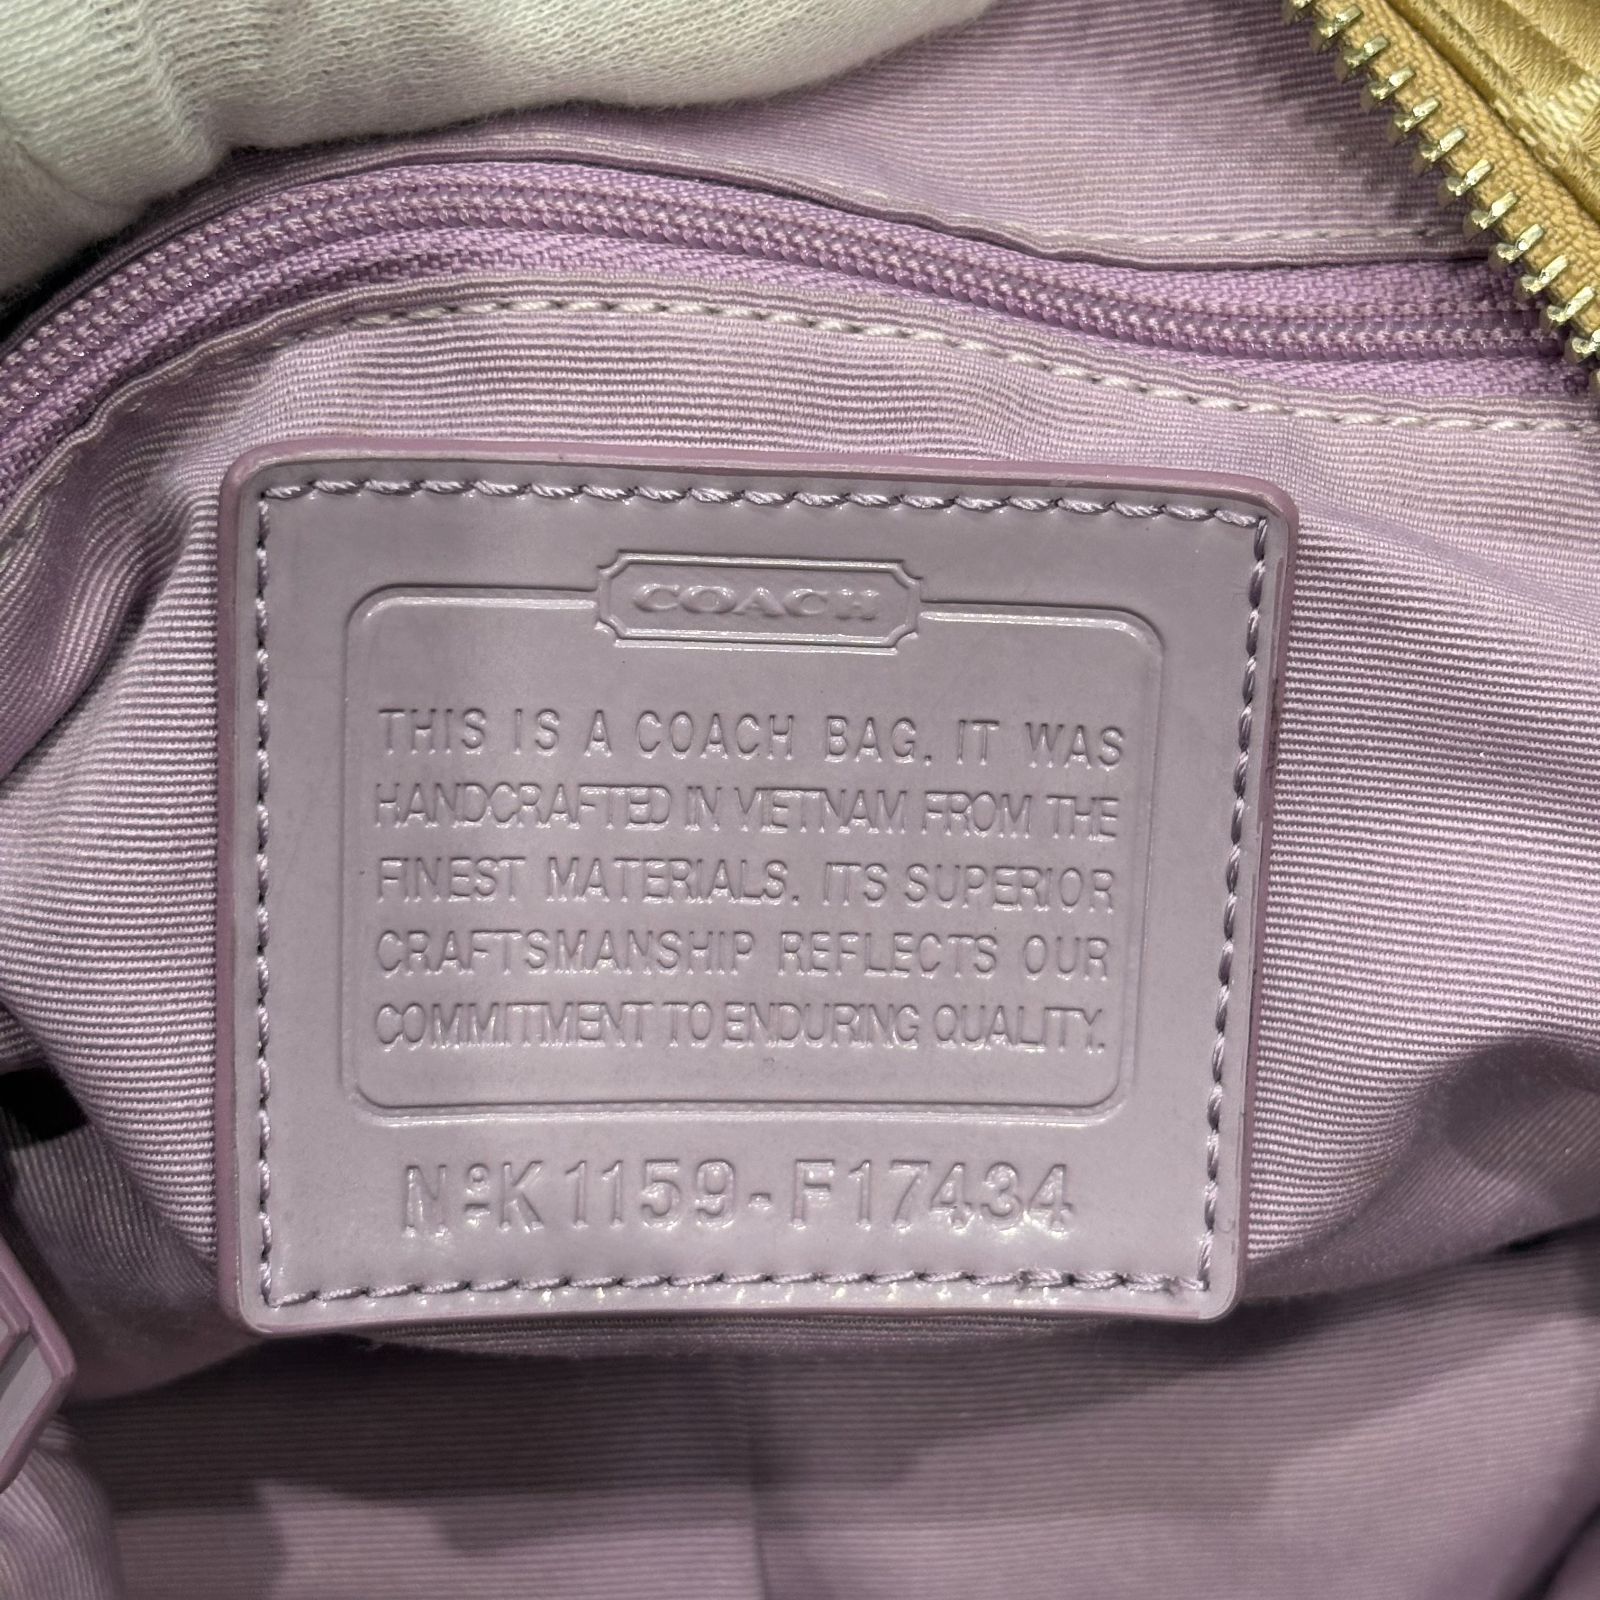 COACH
THIS IS A COACH BAG. IT WAS
HANDCRAFTED IN VIETNAM FROM THE
FINEST MATERIALS. ITS SUPERIOR
CRAFTSMANSHIP REFLECTS OUR
COMMITMENT TO ENDURING QUALITY.
Nº K1159-F17434